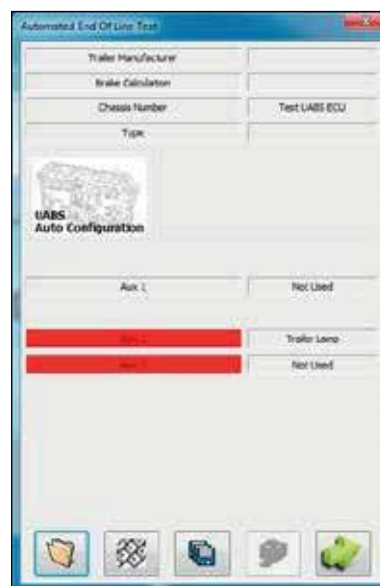 Automated End Of Line Test
Trailer Manufacturer
Brake Calculation
Chassis Number Test UABS ECU
Type
UABS
Auto Configuration
Aux 1 Not Used
Trailer Lamp
Not Used